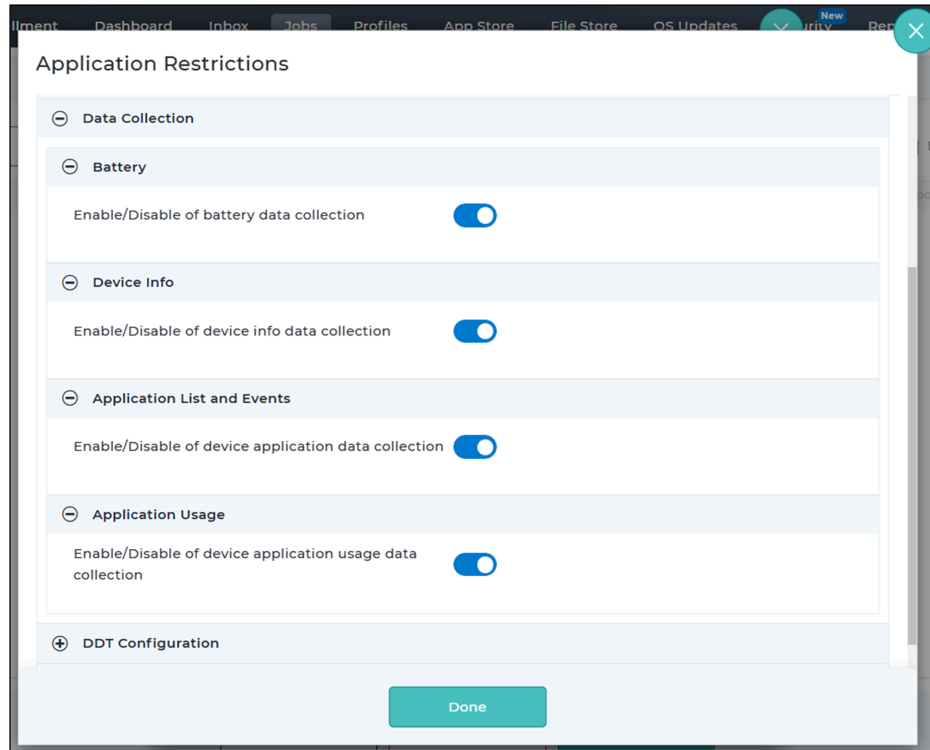 llment Dashboard Inbox Jobs Profiles App Store File Store OS Updates urity New Rep
Application Restrictions
Data Collection
Battery
Enable/Disable of battery data collection
Device Info
Enable/Disable of device info data collection
Application List and Events
Enable/Disable of device application data collection
Application Usage
Enable/Disable of device application usage data
collection
DDT Configuration
Done